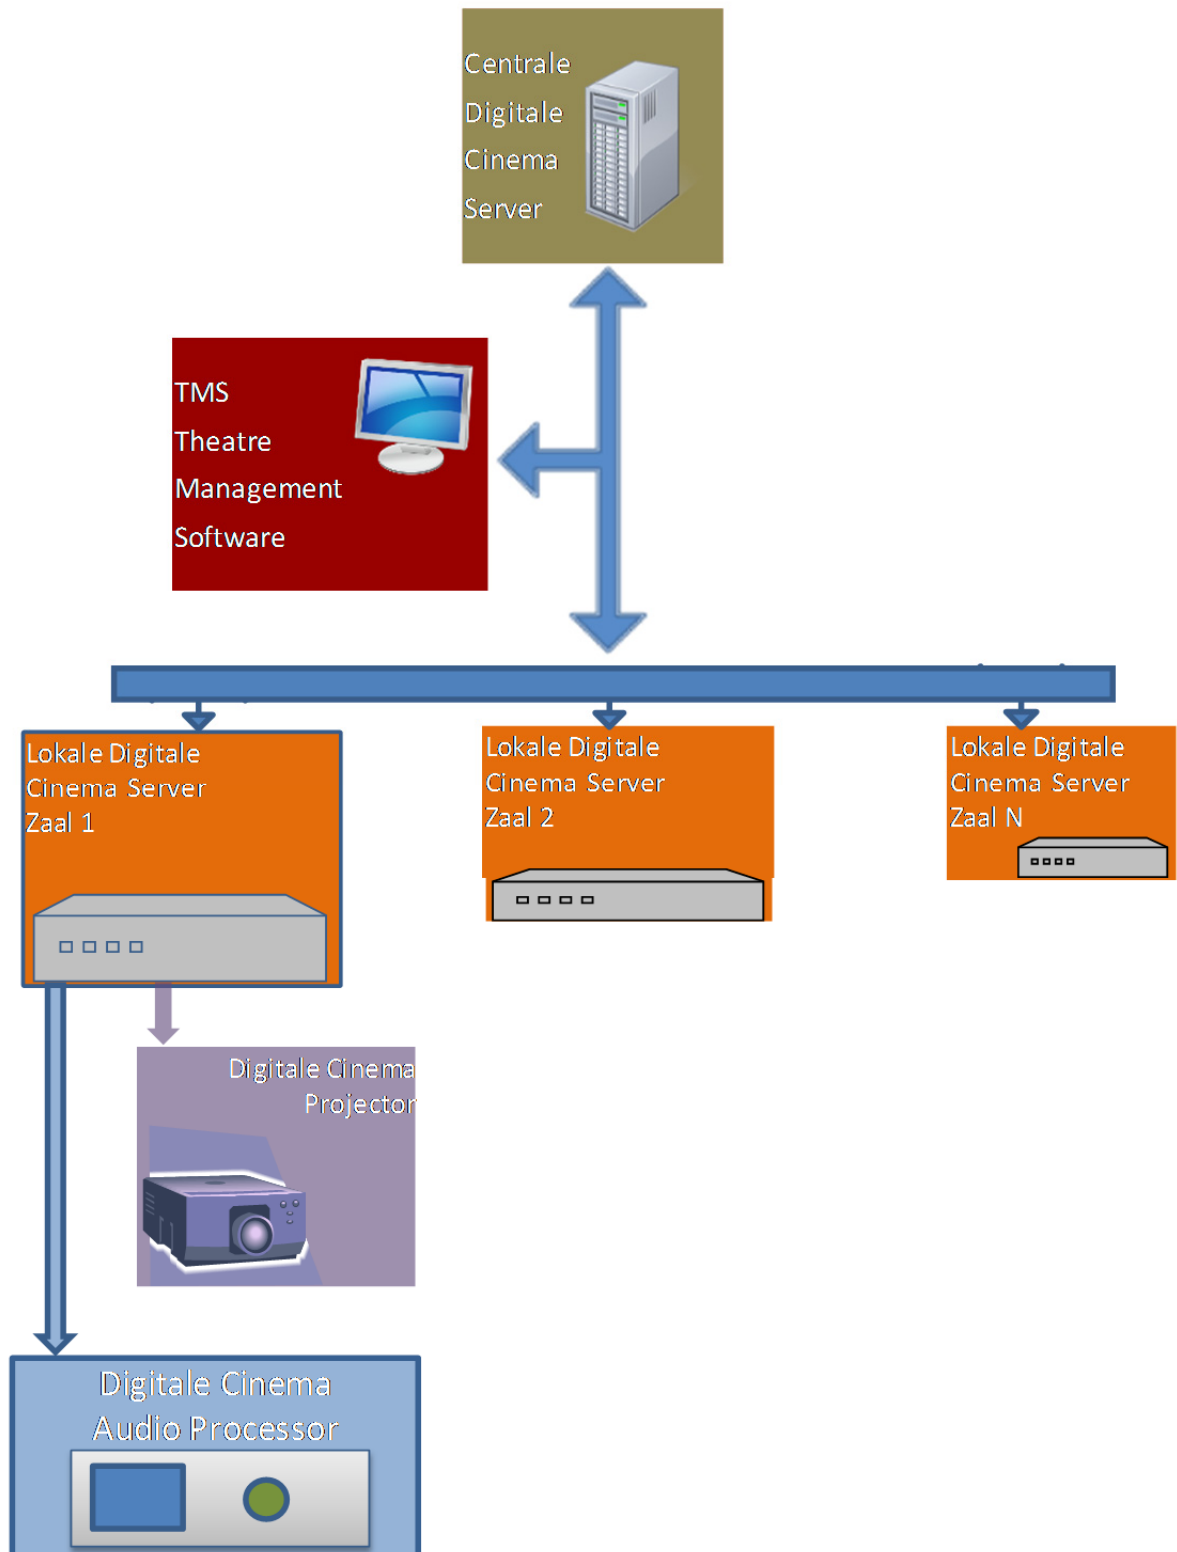 Centrale
Digitale
Cinema
Server
TMS
Theatre
Management
Software
Lokale Digitale
Cinema Server
Zaal 1
Lokale Digitale
Cinema Server
Zaal 2
Lokale Digitale
Cinema Server
Zaal N
Digitale Cinema
Projector
Digitale Cinema
Audio Processor